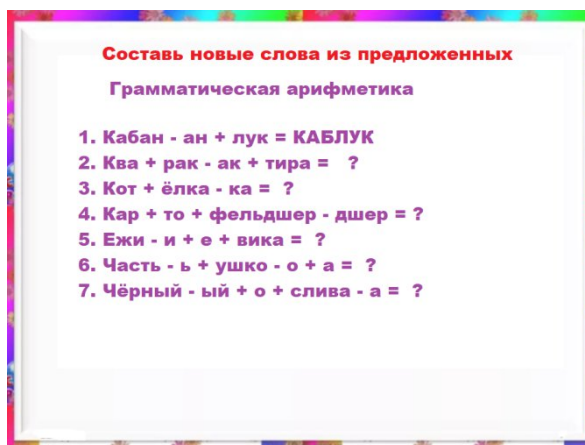 Составь новые слова из предложенных
Грамматическая арифметика
1. Кабан - ан + лук = КАБЛУК
2. Ква + рак - ак + тира = ?
3. Кот + ёлка - ка = ?
4. Кар + то + фельдшер - дшер = ?
5. Ежи - и + е + вика = ?
6. Часть - ь + ушко - о + а = ?
7. Чёрный - ый + о + слива - а = ?